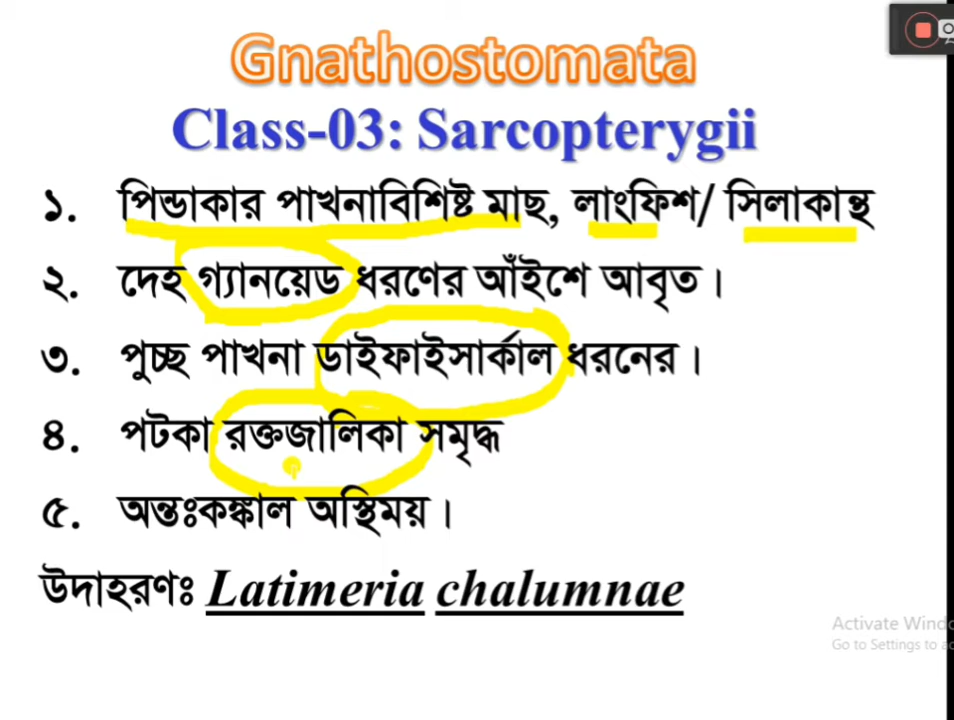 Gnathostomata
Class-03: Sarcopterygii
১. পিন্ডাকার পাখনাবিশিষ্ট মাছ, লাংফিশ/ সিলাকান্থ
২. দেহ গ্যানয়েড ধরণের আঁইশে আবৃত।
৩. পুচ্ছ পাখনা ডাইফাইসার্কাল ধরনের।
৪. পটকা রক্তজালিকা সমৃদ্ধ
৫. অন্তঃকঙ্কাল অস্থিময়।
উদাহরণঃ Latimeria chalumnae
Activate Windo
Go to Settings to ac